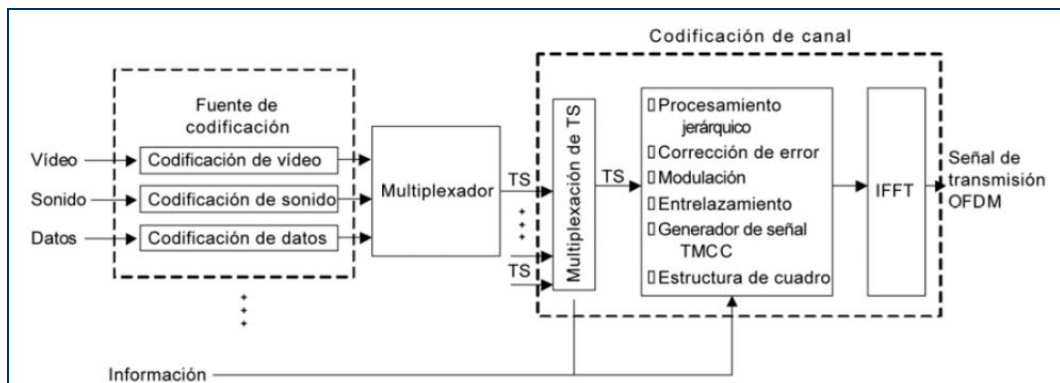 Codificación de canal
Fuente de
codificación
Vídeo
Codificación de vídeo
Sonido
Codificación de sonido
Datos
Codificación de datos
Multiplexador
TS
TS
Multiplexación de TS
TS
Procesamiento
jerárquico
Corrección de error
Modulación
Entrelazamiento
Generador de señal
TMCC
Estructura de cuadro
IFFT
Señal de
transmisión
OFDM
Información